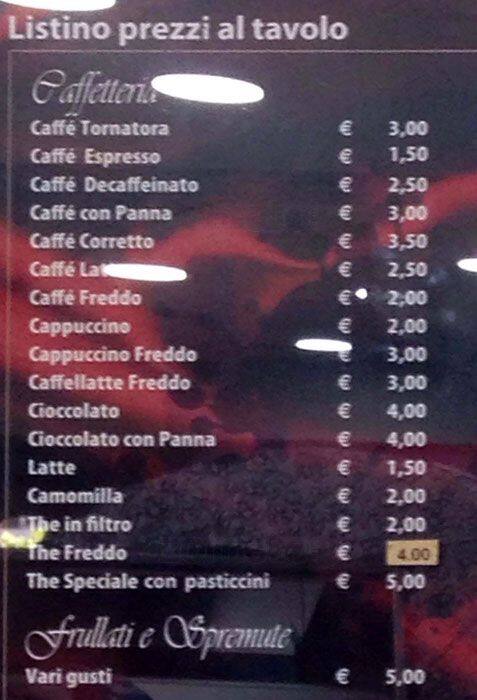 Listino prezzi al tavolo
Caffetteria
Caffé Tornatora € 3,00
Caffé Espresso € 1,50
Caffé Decaffeinato € 2,50
Caffé con Panna € 3,00
Caffé Corretto € 3,50
Caffé € 2,50
Caffé Freddo € 2,00
Cappuccino € 2,00
Cappuccino Freddo € 3,00
Caffellatte Freddo € 3,00
Cioccolato € 4,00
Cioccolato con Panna € 4,00
Latte € 1,50
Camomilla € 2,00
The in filtro € 2,00
The Freddo € 4.00
The Speciale con pasticcini € 5,00
Frullati e Spremute
Vari gusti € 5,00